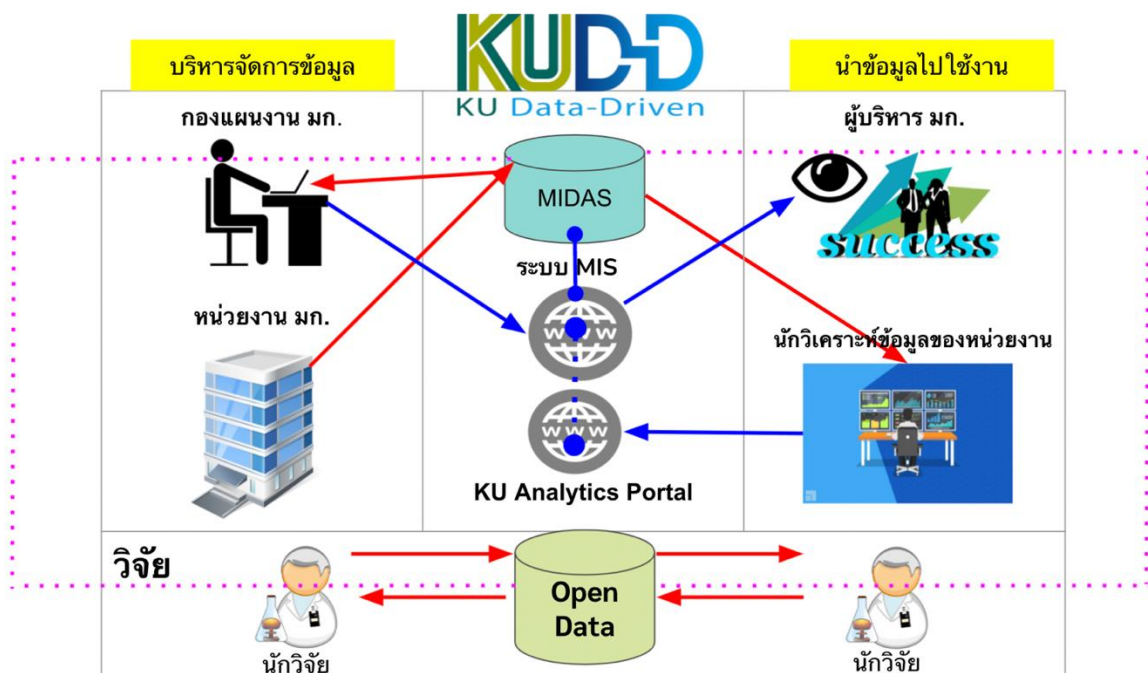 บริหารจัดการข้อมูล
KUD-D
KU Data-Driven
นำข้อมูลไปใช้งาน
กองแผนงาน มก.
ผู้บริหาร มก.
MIDAS
success
ระบบ MIS
หน่วยงาน มก.
WWW
นักวิเคราะห์ข้อมูลของหน่วยงาน
WWW
KU Analytics Portal
วิจัย
Open
Data
นักวิจัย
นักวิจัย